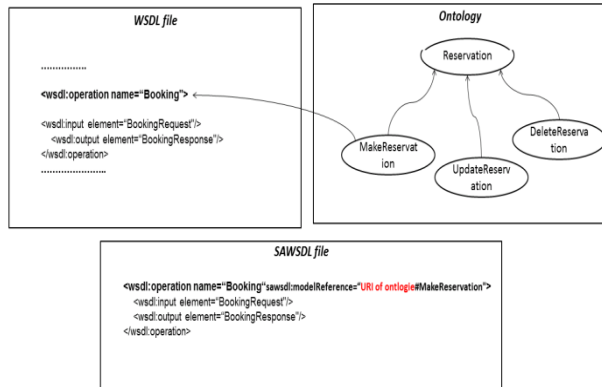 WSDL file
................
<wsdl:operation name="Booking">
<wsdl:input element="BookingRequest"/>
<wsdl:output element="BookingResponse"/>
</wsdl:operation>
......................
Ontology
Reservation
MakeReservat
ion
UpdateReserv
ation
DeleteReserva
tion
SAWSDL file
<wsdl:operation name="Booking"sawsdl:modelReference="URI of ontlogie#MakeReservation">
<wsdl:input element="BookingRequest"/>
<wsdl:output element="BookingResponse"/>
</wsdl:operation>